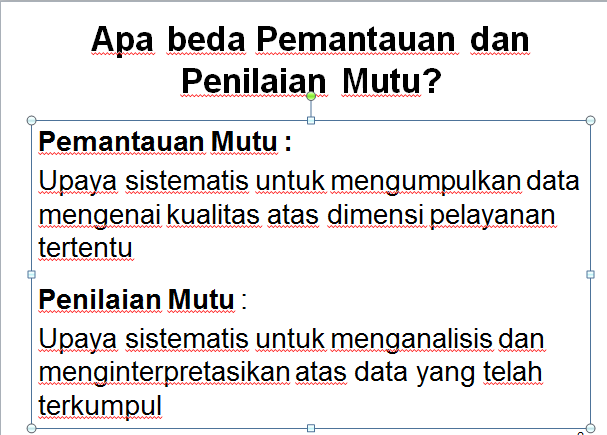 Apa beda Pemantauan dan
Penilaian Mutu?
Pemantauan Mutu :
Upaya sistematis untuk mengumpulkan data
mengenai kualitas atas dimensi pelayanan
tertentu
Penilaian Mutu :
Upaya sistematis untuk menganalisis dan
menginterpretasikan atas data yang telah
terkumpul